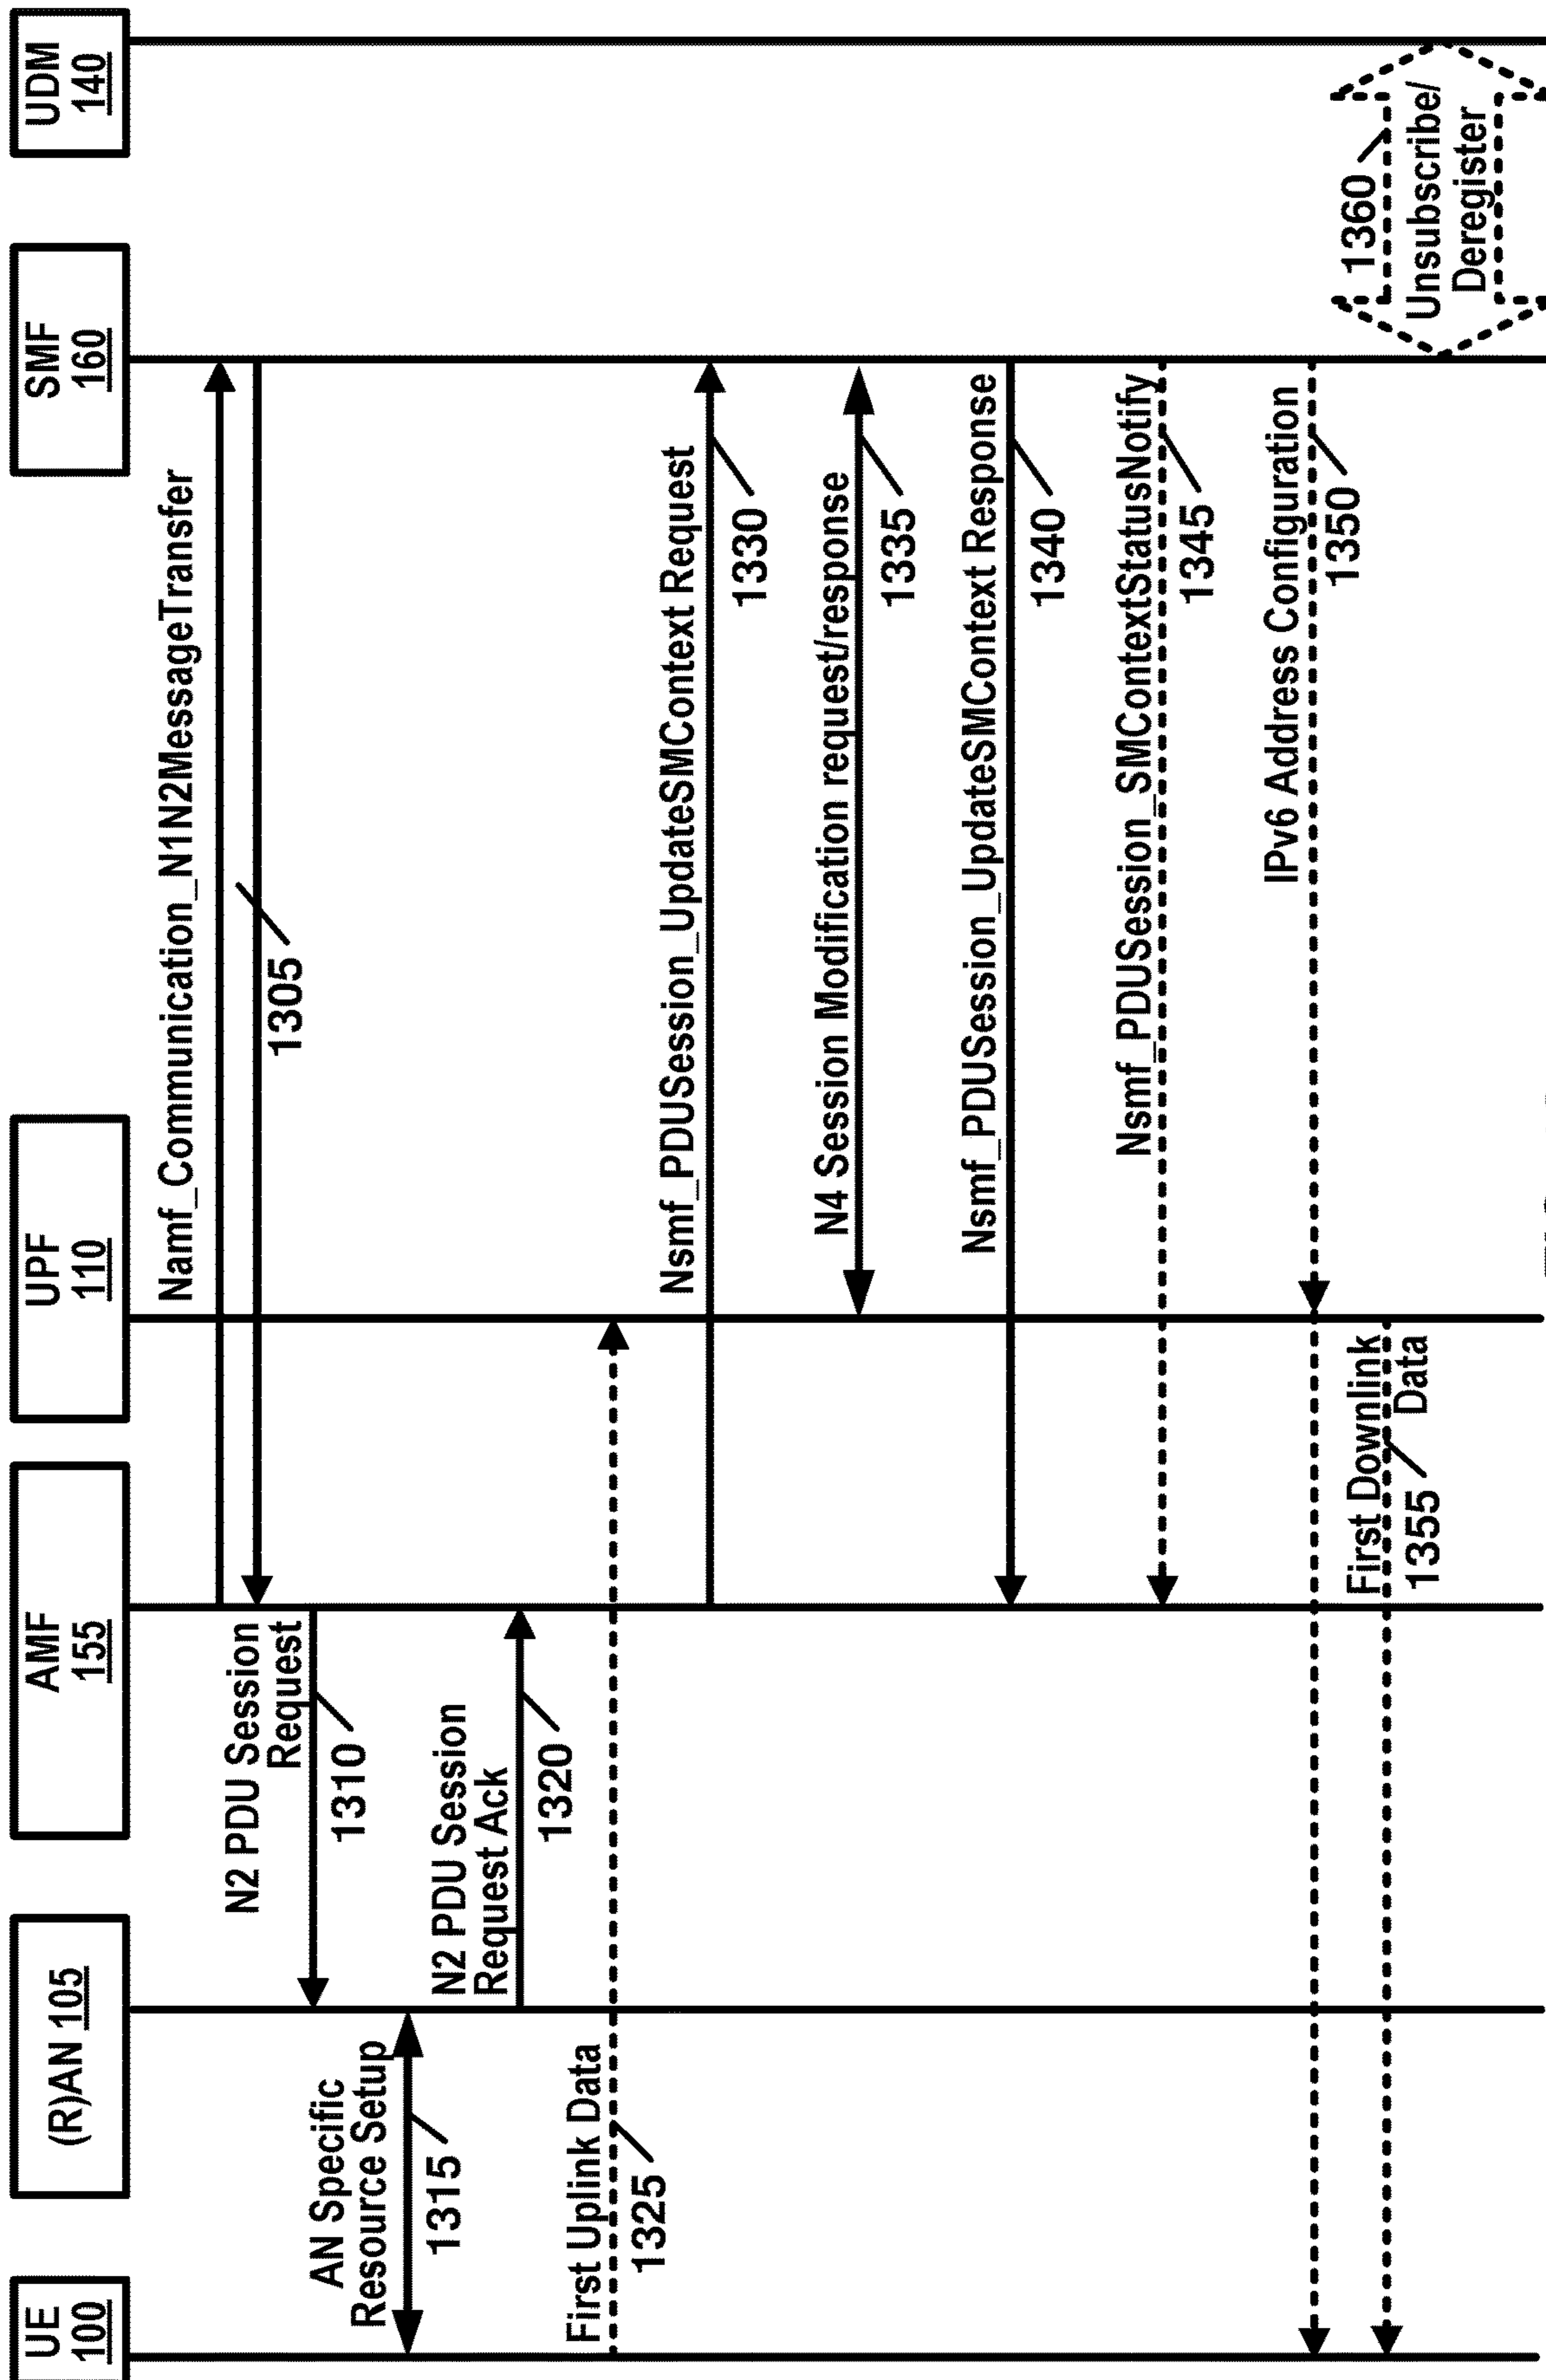 UE
100
(R)AN 105
AMF
155
UPF
110
SMF
160
UDM
140
Namf_Communication_N1N2MessageTransfer
1305
N2 PDU Session
Request
1310
AN Specific
Resource Setup
1315
N2 PDU Session
Request Ack
1320
First Uplink Data
1325
Nsmf_PDUSession_UpdateSMContext Request
1330
N4 Session Modification request/response
1335
Nsmf_PDUSession_UpdateSMContext Response
1340
Nsmf_PDUSession_SMContextStatusNotify
1345
IPv6 Address Configuration
1350
First Downlink
Data
1355
1360
Unsubscribe/
Deregister